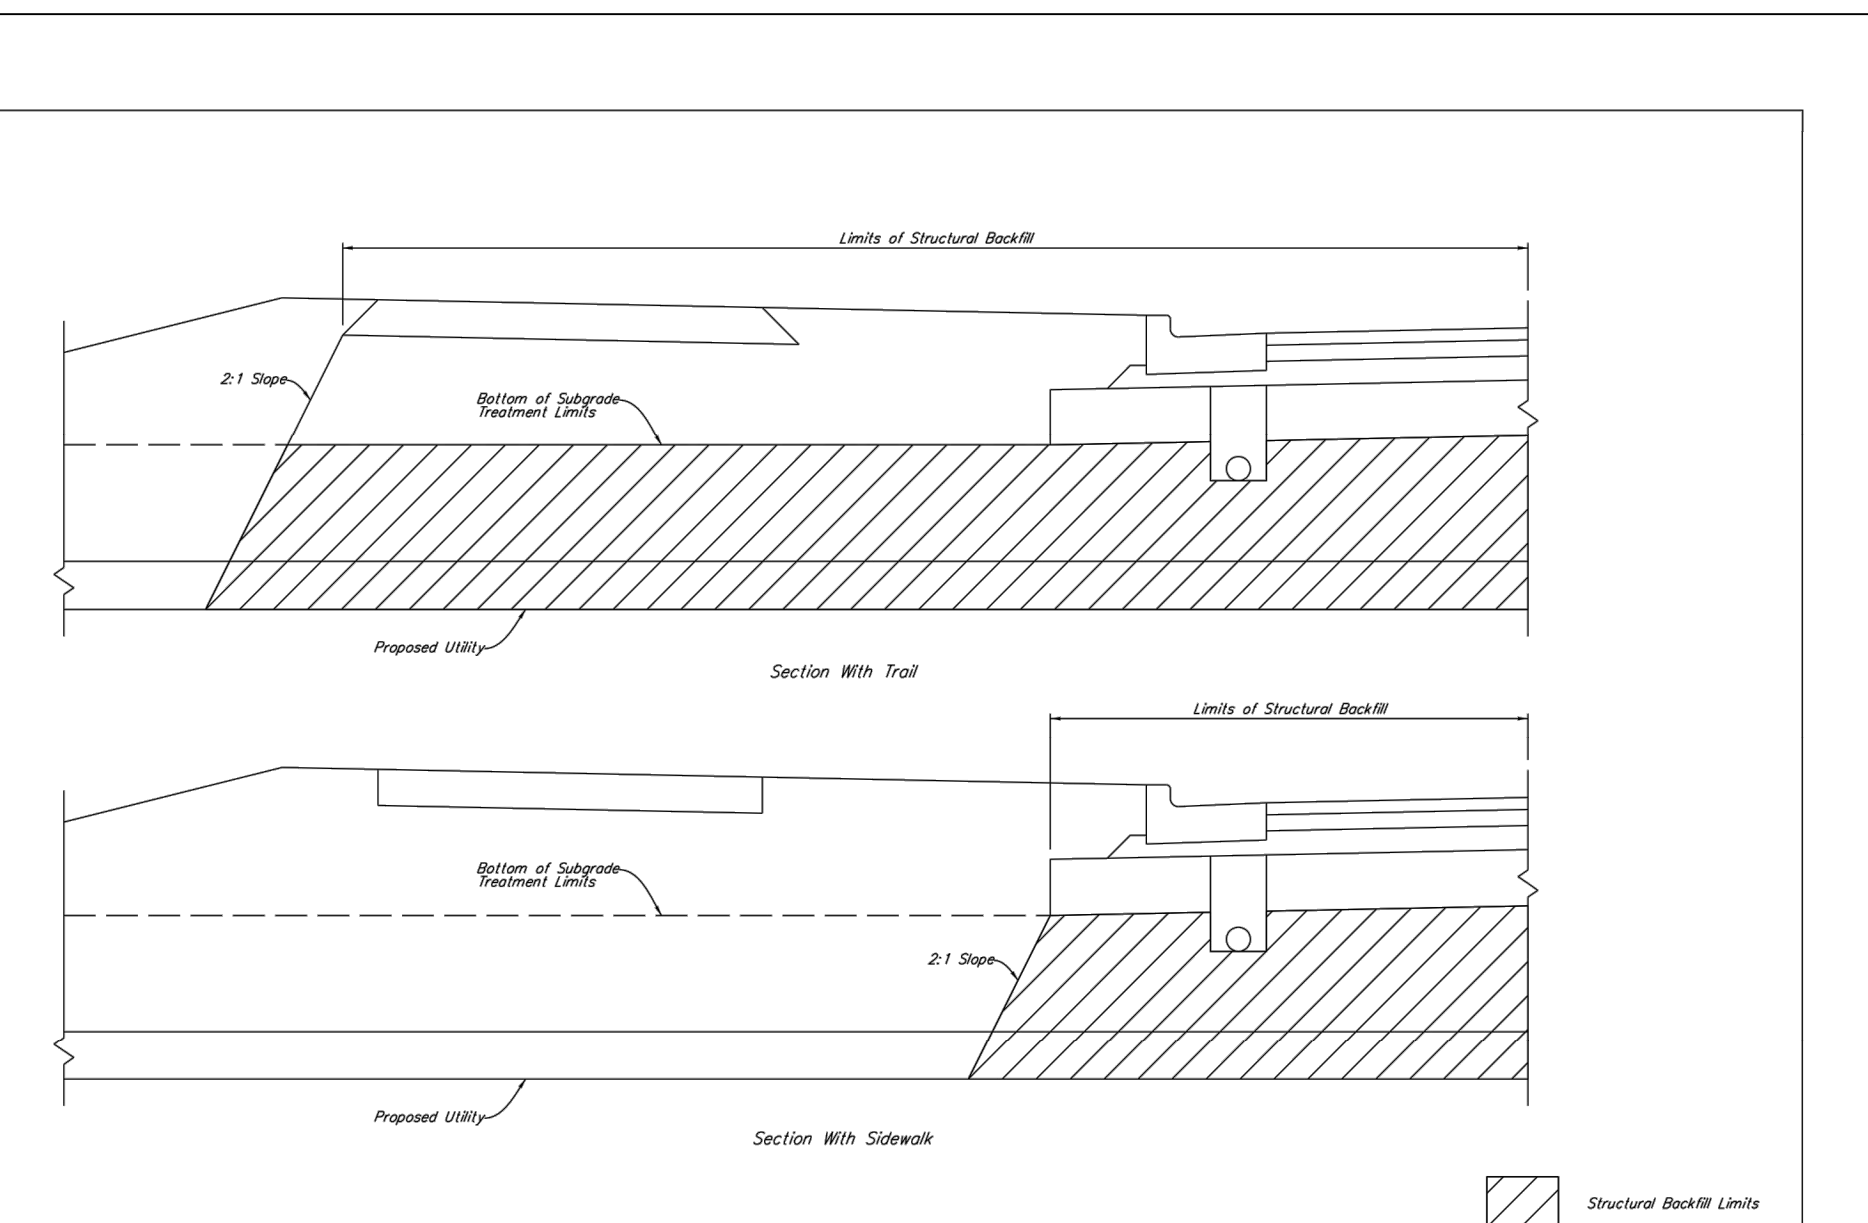 Limits of Structural Backfill
2:1 Slope
Bottom of Subgrade
Treatment Limits
Proposed Utility
Section With Trail
Limits of Structural Backfill
Bottom of Subgrade
Treatment Limits
2:1 Slope
Proposed Utility
Section With Sidewalk
Structural Backfill Limits